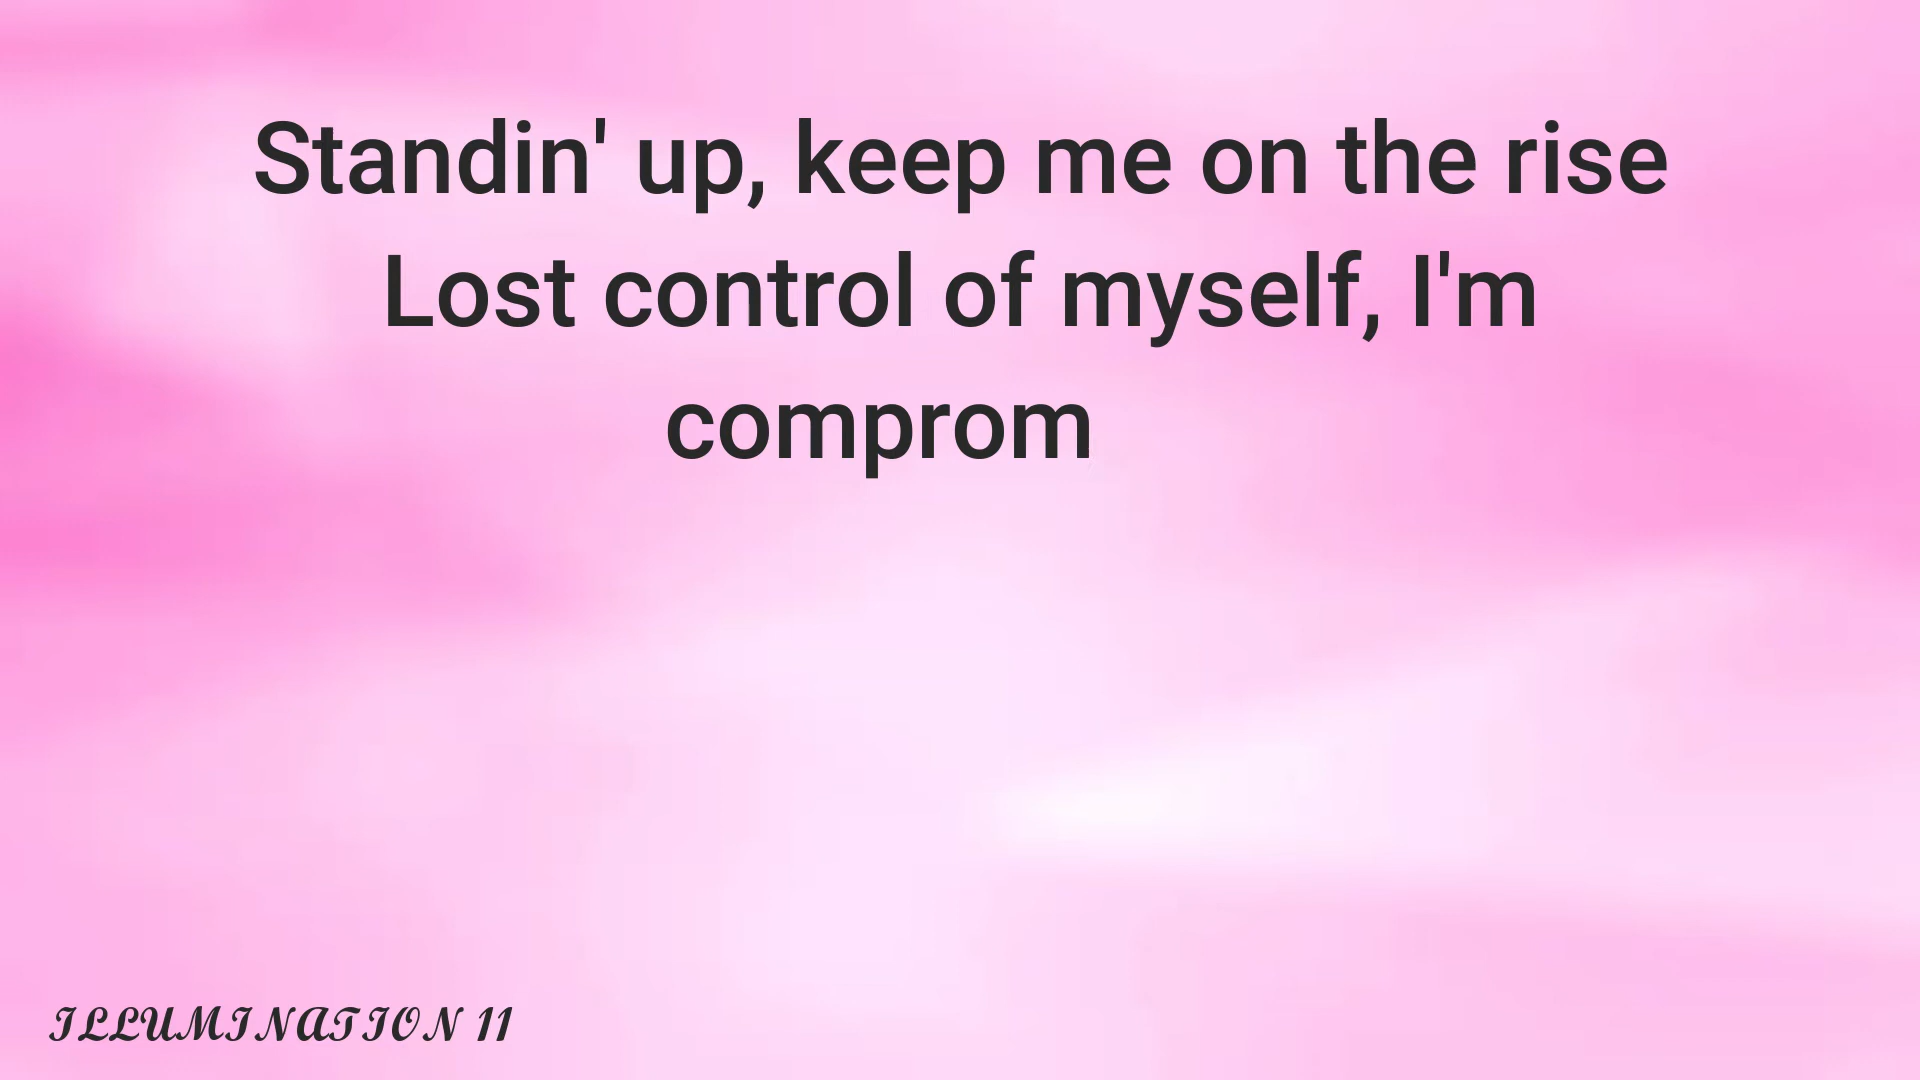 Standin' up, keep me on the rise
Lost control of myself, I'm
comprom
ILLUMINATION 11